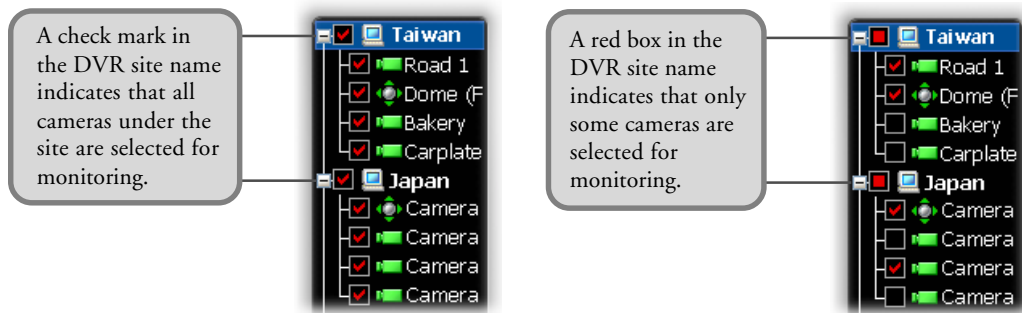 A check mark in
the DVR site name
indicates that all
cameras under the
site are selected for
monitoring.
Taiwan
Road 1
Dome (F
Bakery
Carplate
Japan
Camera
Camera
Camera
Camera
A red box in the
DVR site name
indicates that only
some cameras are
selected for
monitoring.
Taiwan
Road 1
Dome (F
Bakery
Carplate
Japan
Camera
Camera
Camera
Camera